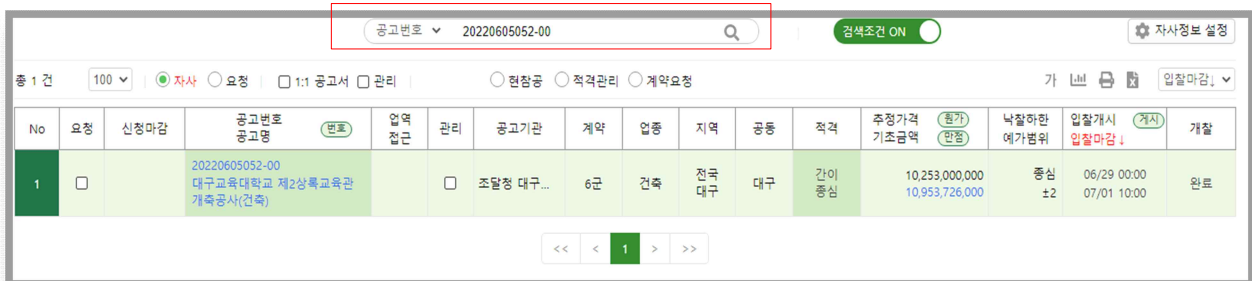 공고번호 20220605052-00 검색조건 ON 자사정보 설정
총 1 건 100 자사 요청 1:1 공고서 관리 현참공 적격관리 계약요청 가 입찰마감↓
No 요청 신청마감 공고번호 공고명 번호 업역 접근 관리 공고기관 계약 업종 지역 공동 적격 추정가격 원가 기초금액 만점 낙찰하한 예가범위 입찰개시 게시 입찰마감↓ 개찰
1 20220605052-00 대구교육대학교 제2상록교육관 개축공사(건축) 조달청 대구... 6군 건축 전국 대구 대구 간이 종심 10,253,000,000 10,953,726,000 종심 ±2 06/29 00:00 07/01 10:00 완료
<< < 1 > >>